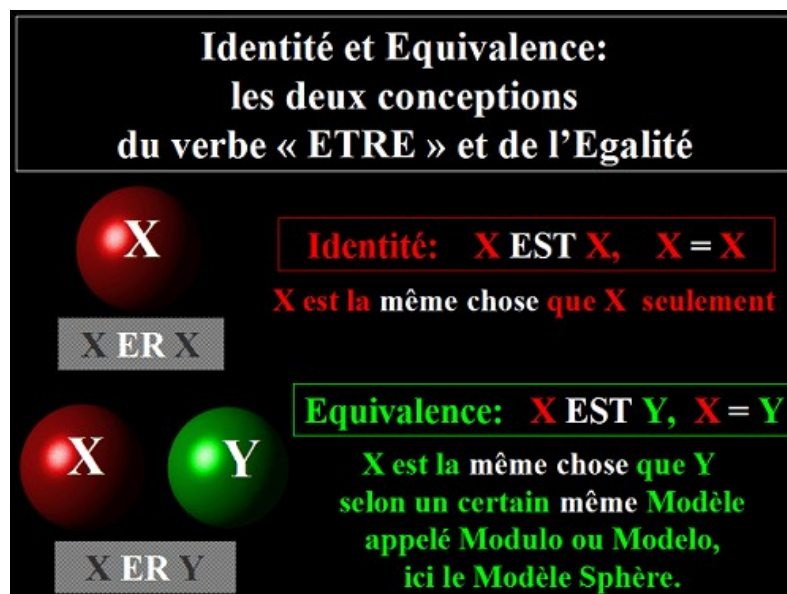 Identité et Equivalence:
les deux conceptions
du verbe « ETRE » et de l’Egalité
X
Identité: X EST X, X = X
X est la même chose que X seulement
X ER X
Equivalence: X EST Y, X = Y
X
Y
X est la même chose que Y
selon un certain même Modèle
appelé Modulo ou Modelo,
ici le Modèle Sphère.
X ER Y